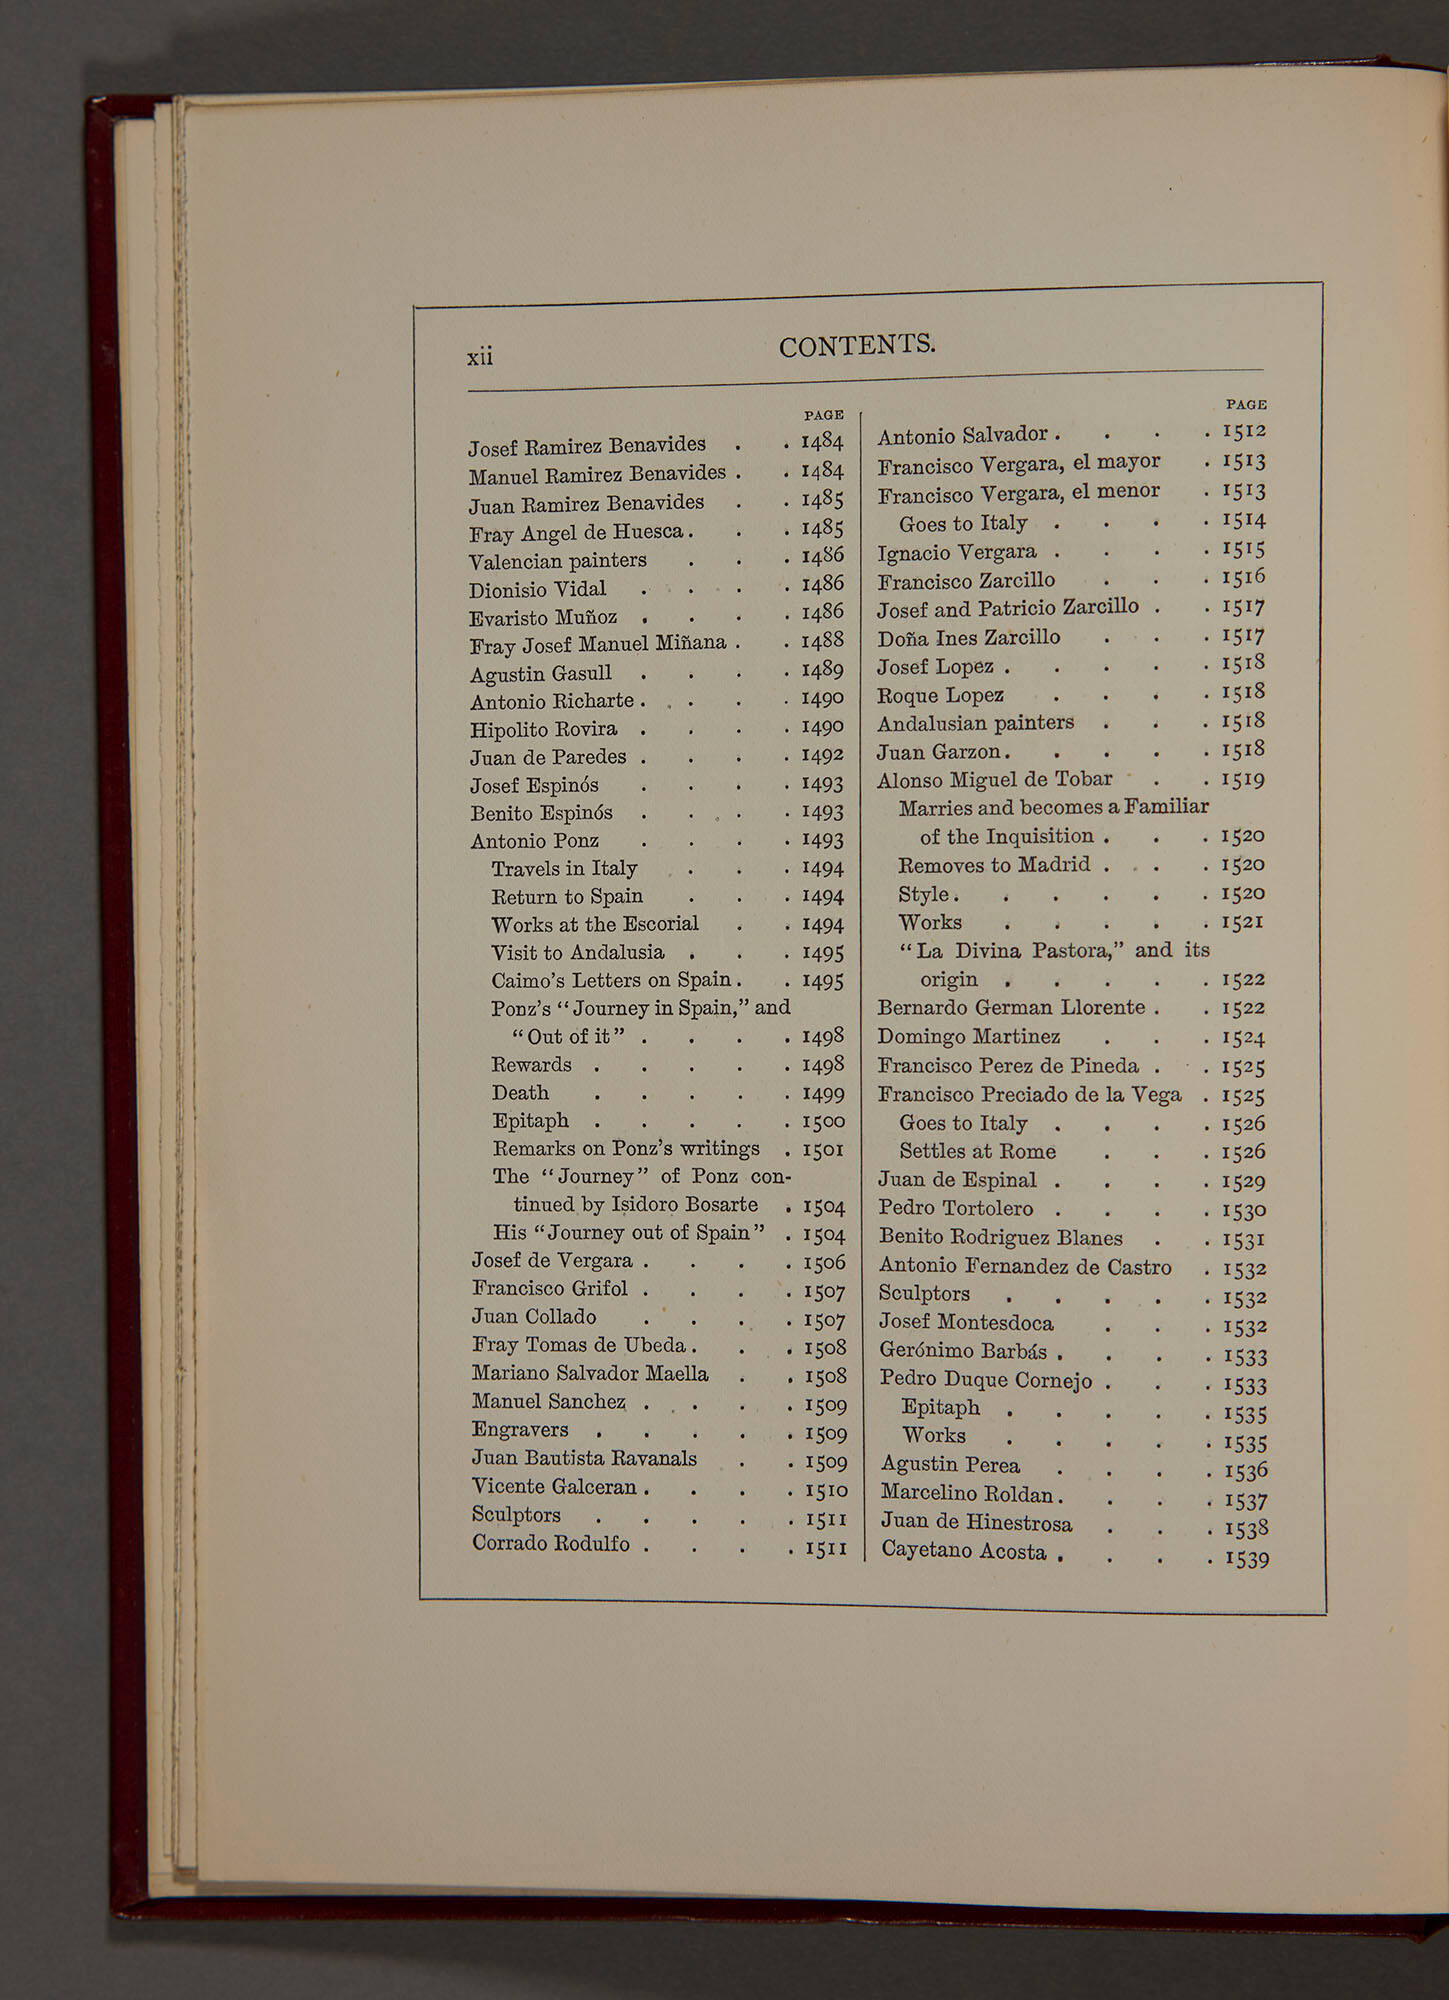 xii
CONTENTS.
PAGE
Josef Ramirez Benavides . . 1484
Manuel Ramirez Benavides . . 1484
Juan Ramirez Benavides . . 1485
Fray Angel de Huesca . . . 1485
Valencian painters . . . 1486
Dionisio Vidal . . . . 1486
Evaristo Muñoz . . . . 1486
Fray Josef Manuel Miñana . . 1488
Agustin Gasull . . . . 1489
Antonio Richarte . . . . 1490
Hipolito Rovira . . . . 1490
Juan de Paredes . . . . 1492
Josef Espinós . . . . 1493
Benito Espinós . . . . 1493
Antonio Ponz . . . . 1493
Travels in Italy . . . 1494
Return to Spain . . . 1494
Works at the Escorial . . 1494
Visit to Andalusia . . . 1495
Caimo's Letters on Spain . . 1495
Ponz's "Journey in Spain," and
"Out of it" . . . . 1498
Rewards . . . . . 1498
Death . . . . . 1499
Epitaph . . . . . 1500
Remarks on Ponz's writings . 1501
The "Journey" of Ponz con-
tinued by Isidoro Bosarte . 1504
His "Journey out of Spain" . 1504
Josef de Vergara . . . . 1506
Francisco Grifol . . . . 1507
Juan Collado . . . . 1507
Fray Tomas de Ubeda . . . 1508
Mariano Salvador Maella . . 1508
Manuel Sanchez . . . . 1509
Engravers . . . . . 1509
Juan Bautista Ravanals . . 1509
Vicente Galceran . . . . 1510
Sculptors . . . . . 1511
Corrado Rodulfo . . . . 1511
PAGE
Antonio Salvador . . . . 1512
Francisco Vergara, el mayor . 1513
Francisco Vergara, el menor . 1513
Goes to Italy . . . . 1514
Ignacio Vergara . . . . 1515
Francisco Zarcillo . . . 1516
Josef and Patricio Zarcillo . . 1517
Doña Ines Zarcillo . . . 1517
Josef Lopez . . . . . 1518
Roque Lopez . . . . 1518
Andalusian painters . . . 1518
Juan Garzon . . . . . 1518
Alonso Miguel de Tobar . . 1519
Marries and becomes a Familiar
of the Inquisition . . . 1520
Removes to Madrid . . . 1520
Style . . . . . . 1520
Works . . . . . 1521
"La Divina Pastora," and its
origin . . . . . 1522
Bernardo German Llorente . . 1522
Domingo Martinez . . . 1524
Francisco Perez de Pineda . . 1525
Francisco Preciado de la Vega . 1525
Goes to Italy . . . . 1526
Settles at Rome . . . 1526
Juan de Espinal . . . . 1529
Pedro Tortolero . . . . 1530
Benito Rodriguez Blanes . . 1531
Antonio Fernandez de Castro . 1532
Sculptors . . . . . 1532
Josef Montesdoca . . . 1532
Gerónimo Barbás . . . . 1533
Pedro Duque Cornejo . . . 1533
Epitaph . . . . . 1535
Works . . . . . 1535
Agustin Perea . . . . 1536
Marcelino Roldan . . . . 1537
Juan de Hinestrosa . . . 1538
Cayetano Acosta . . . . 1539